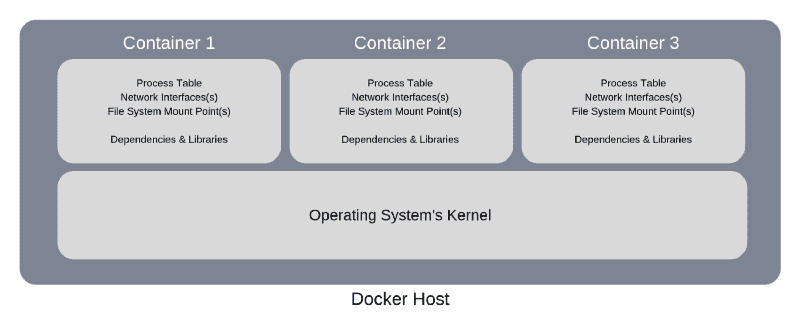 Container 1
Container 2
Container 3
Process Table
Network Interfaces(s)
File System Mount Point(s)
Dependencies & Libraries
Process Table
Network Interfaces(s)
File System Mount Point(s)
Dependencies & Libraries
Process Table
Network Interfaces(s)
File System Mount Point(s)
Dependencies & Libraries
Operating System's Kernel
Docker Host